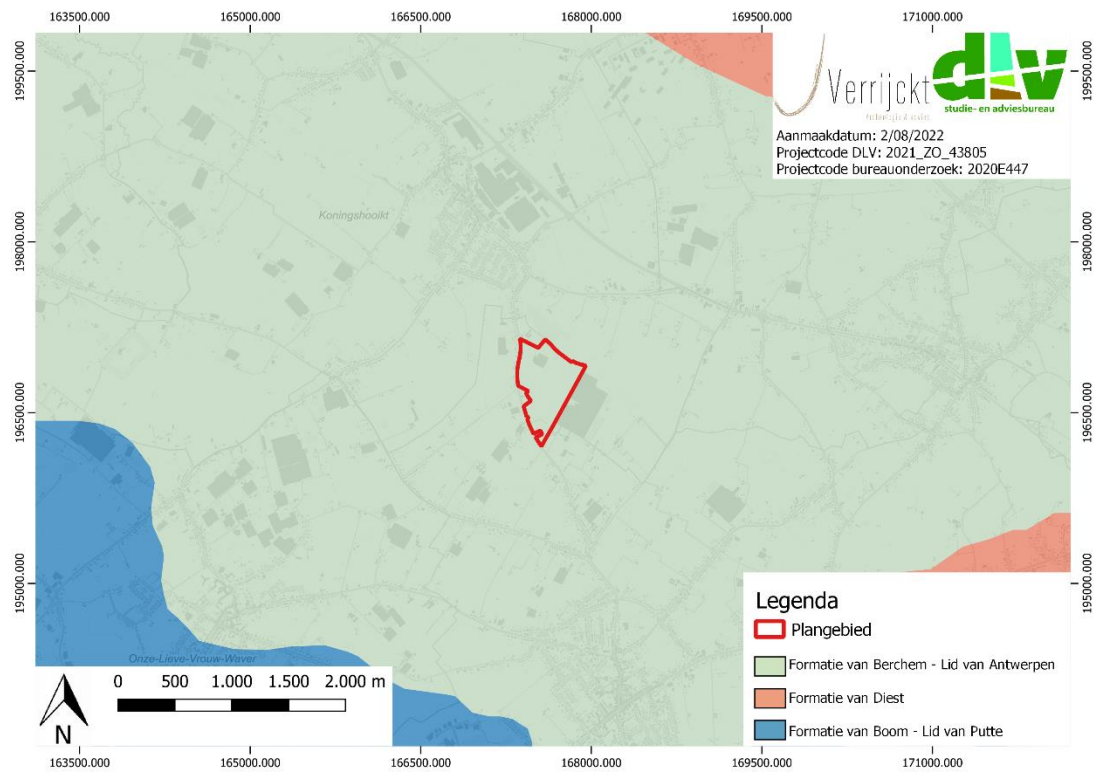 163500.000 165000.000 166500.000 168000.000 169500.000 171000.000
199500.000
199500.000
Verrijckt
dlv
studie- en adviesbureau
Aanmaakdatum: 2/08/2022
Projectcode DLV: 2021_ZO_43805
Projectcode bureauonderzoek: 2020E447
Koningshooikt
198000.000
198000.000
196500.000
196500.000
195000.000
195000.000
Legenda
Plangebied
Formatie van Berchem - Lid van Antwerpen
Formatie van Diest
Formatie van Boom - Lid van Putte
Onze-Lieve-Vrouw-Waver
0 500 1.000 1.500 2.000 m
N
163500.000 165000.000 166500.000 168000.000 169500.000 171000.000